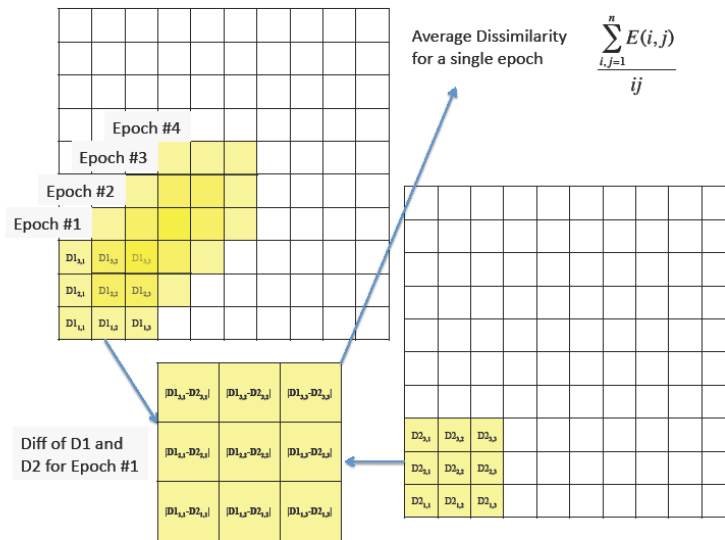 Average Dissimilarity
for a single epoch
n
∑ E(i, j)
i, j=1
ij
Epoch #4
Epoch #3
Epoch #2
Epoch #1
D1₃,₁ D1₃,₂ D1₃,₃
D1₂,₁ D1₂,₂ D1₂,₃
D1₁,₁ D1₁,₂ D1₁,₃
|D1₃,₁-D2₃,₁| |D1₃,₂-D2₃,₂| |D1₃,₃-D2₃,₃|
|D1₂,₁-D2₂,₁| |D1₂,₂-D2₂,₂| |D1₂,₃-D2₂,₃|
|D1₁,₁-D2₁,₁| |D1₁,₂-D2₁,₂| |D1₁,₃-D2₁,₃|
Diff of D1 and
D2 for Epoch #1
D2₃,₁ D2₃,₂ D2₃,₃
D2₂,₁ D2₂,₂ D2₂,₃
D2₁,₁ D2₁,₂ D2₁,₃